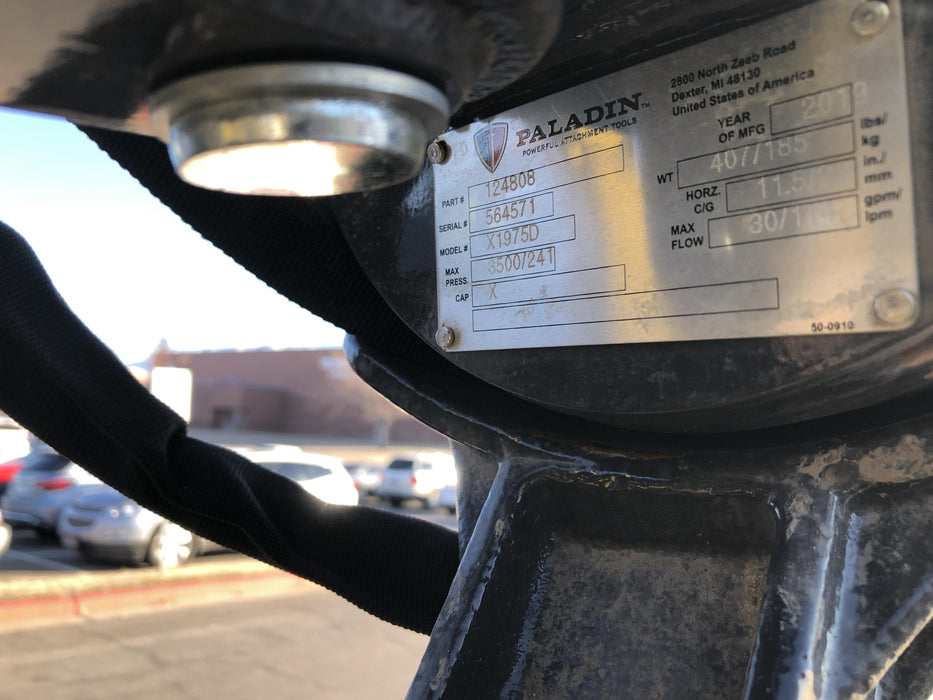 PALADIN™
POWERFUL ATTACHMENT TOOLS
2800 North Zeeb Road
Dexter, MI 48130
United States of America
PART # 124808
SERIAL # 564571
MODEL # X1975D
MAX PRESS. 3500/241
CAP X *
YEAR OF MFG 2019
WT 407/185 lbs/kg
HORZ. C/G 11.5/ in./mm
MAX FLOW 30/ gpm/lpm
50-0910